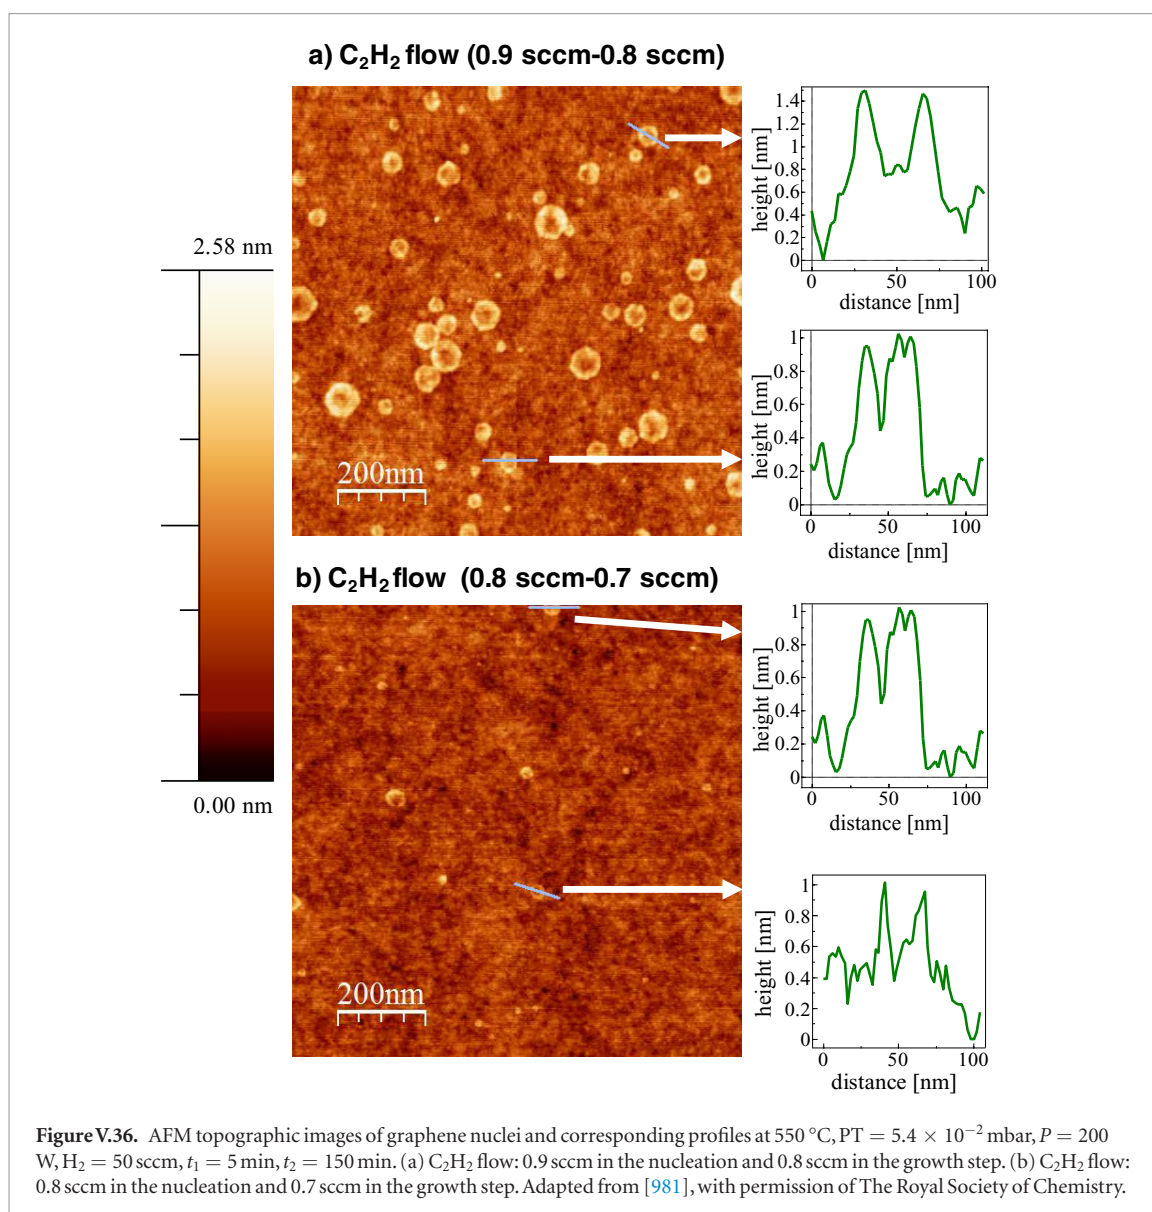 a) C₂H₂ flow (0.9 sccm-0.8 sccm)
2.58 nm
0.00 nm
200nm
height [nm]
1.4
1.2
1
0.8
0.6
0.4
0.2
0
0
50
100
distance [nm]
height [nm]
1
0.8
0.6
0.4
0.2
0
0
50
100
distance [nm]
b) C₂H₂ flow (0.8 sccm-0.7 sccm)
200nm
height [nm]
1
0.8
0.6
0.4
0.2
0
0
50
100
distance [nm]
height [nm]
1
0.8
0.6
0.4
0.2
0
0
50
100
distance [nm]
Figure V.36. AFM topographic images of graphene nuclei and corresponding profiles at 550 °C, PT = 5.4 × 10⁻² mbar, P = 200
W, H₂ = 50 sccm, t₁ = 5 min, t₂ = 150 min. (a) C₂H₂ flow: 0.9 sccm in the nucleation and 0.8 sccm in the growth step. (b) C₂H₂ flow:
0.8 sccm in the nucleation and 0.7 sccm in the growth step. Adapted from [981], with permission of The Royal Society of Chemistry.